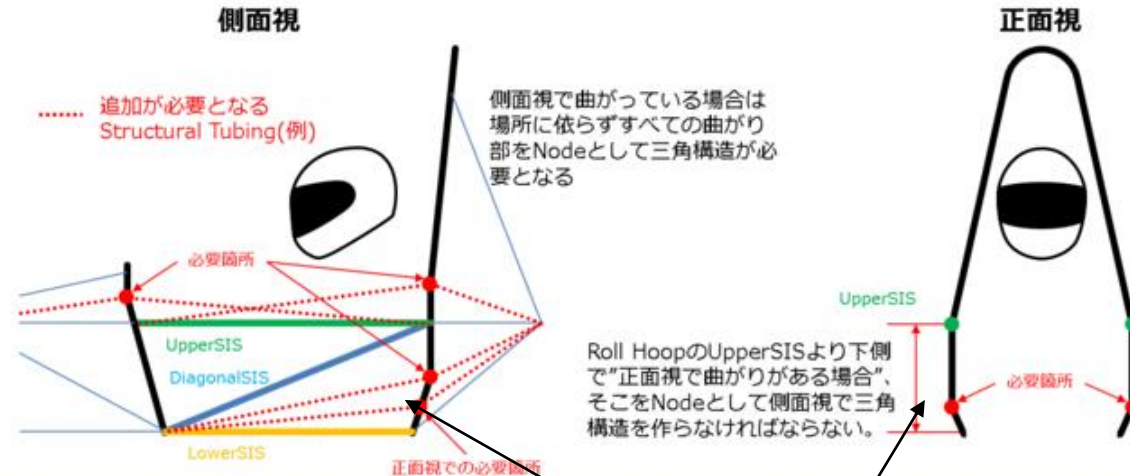 側面視
正面視
追加が必要となる
Structural Tubing(例)
側面視で曲がっている場合は
場所に依らずすべての曲がり
部をNodeとして三角構造が必
要となる
必要箇所
UpperSIS
DiagonalSIS
LowerSIS
正面視での必要箇所
UpperSIS
Roll HoopのUpperSISより下側
で"正面視で曲がりがある場合"、
そこをNodeとして側面視で三角
構造を作らなければならない。
必要箇所